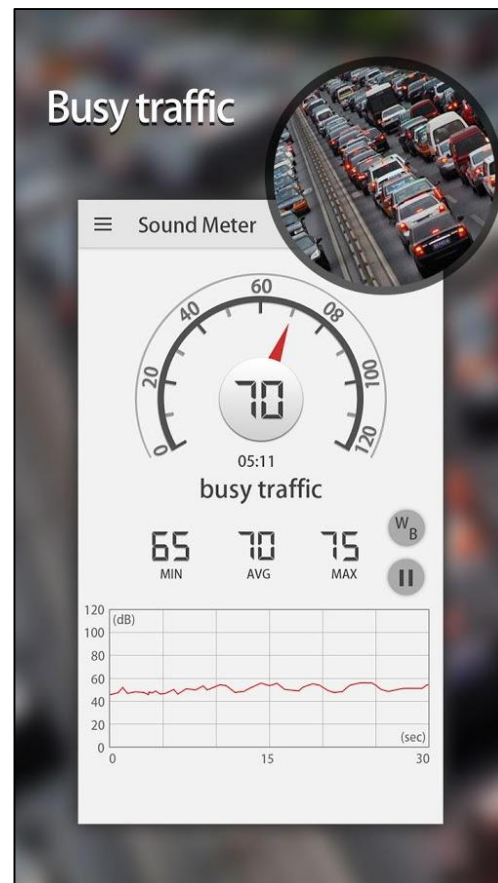 Busy traffic
☰ Sound Meter
0 20 40 60 80 100 120
70
05:11
busy traffic
65 70 75
MIN AVG MAX
W B
120 (dB)
100
80
60
40
20
0 (sec)
0 15 30